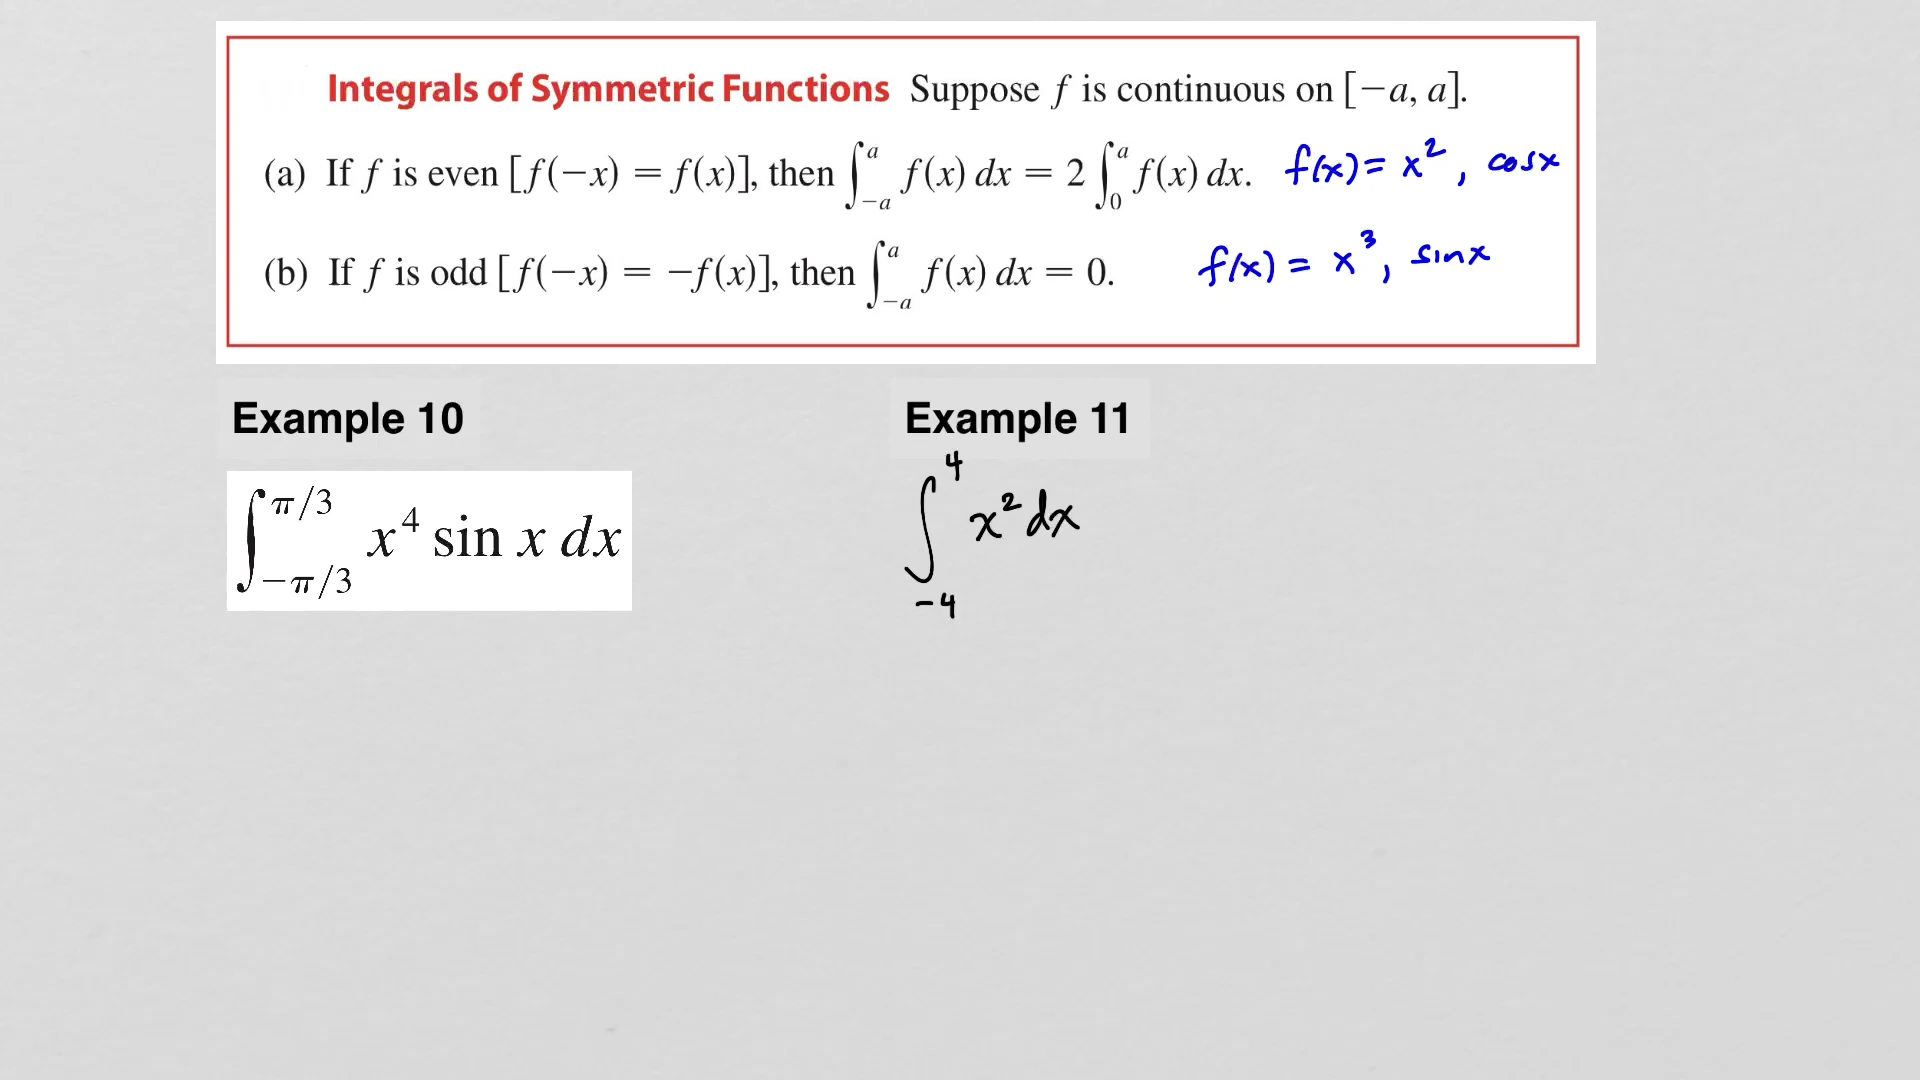 Integrals of Symmetric Functions Suppose f is continuous on [−a, a].
(a) If f is even [f(−x) = f(x)], then ∫_{−a}^{a} f(x) dx = 2 ∫_{0}^{a} f(x) dx. f(x) = x², cosx
(b) If f is odd [f(−x) = −f(x)], then ∫_{−a}^{a} f(x) dx = 0. f(x) = x³, sinx
Example 10
∫_{−π/3}^{π/3} x⁴ sin x dx
Example 11
∫_{−4}^{4} x² dx